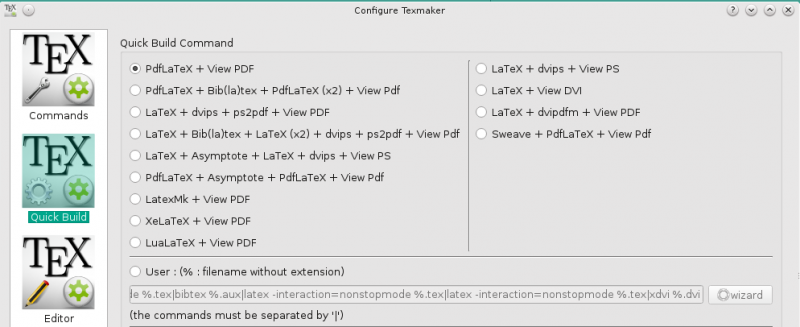 Configure Texmaker
TEX
Commands
TEX
Quick Build
TEX
Editor
Quick Build Command
PdfLaTeX + View PDF
PdfLaTeX + Bib(la)tex + PdfLaTeX (x2) + View Pdf
LaTeX + dvips + ps2pdf + View PDF
LaTeX + Bib(la)tex + LaTeX (x2) + dvips + ps2pdf + View Pdf
LaTeX + Asymptote + LaTeX + dvips + View PS
PdfLaTeX + Asymptote + PdfLaTeX + View Pdf
LatexMk + View PDF
XeLaTeX + View PDF
LuaLaTeX + View PDF
LaTeX + dvips + View PS
LaTeX + View DVI
LaTeX + dvipdfm + View PDF
Sweave + PdfLaTeX + View Pdf
User : (% : filename without extension)
de %.tex|bibtex %.aux|latex -interaction=nonstopmode %.tex|latex -interaction=nonstopmode %.tex|xdvi %.dvi
wizard
(the commands must be separated by '|')